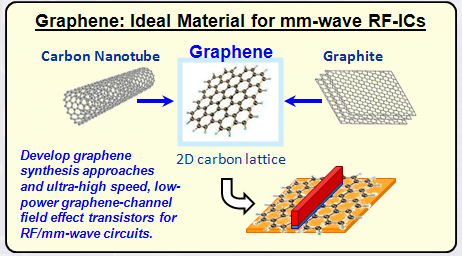 Graphene: Ideal Material for mm-wave RF-ICs
Carbon Nanotube
Graphene
Graphite
2D carbon lattice
Develop graphene
synthesis approaches
and ultra-high speed, low-
power graphene-channel
field effect transistors for
RF/mm-wave circuits.